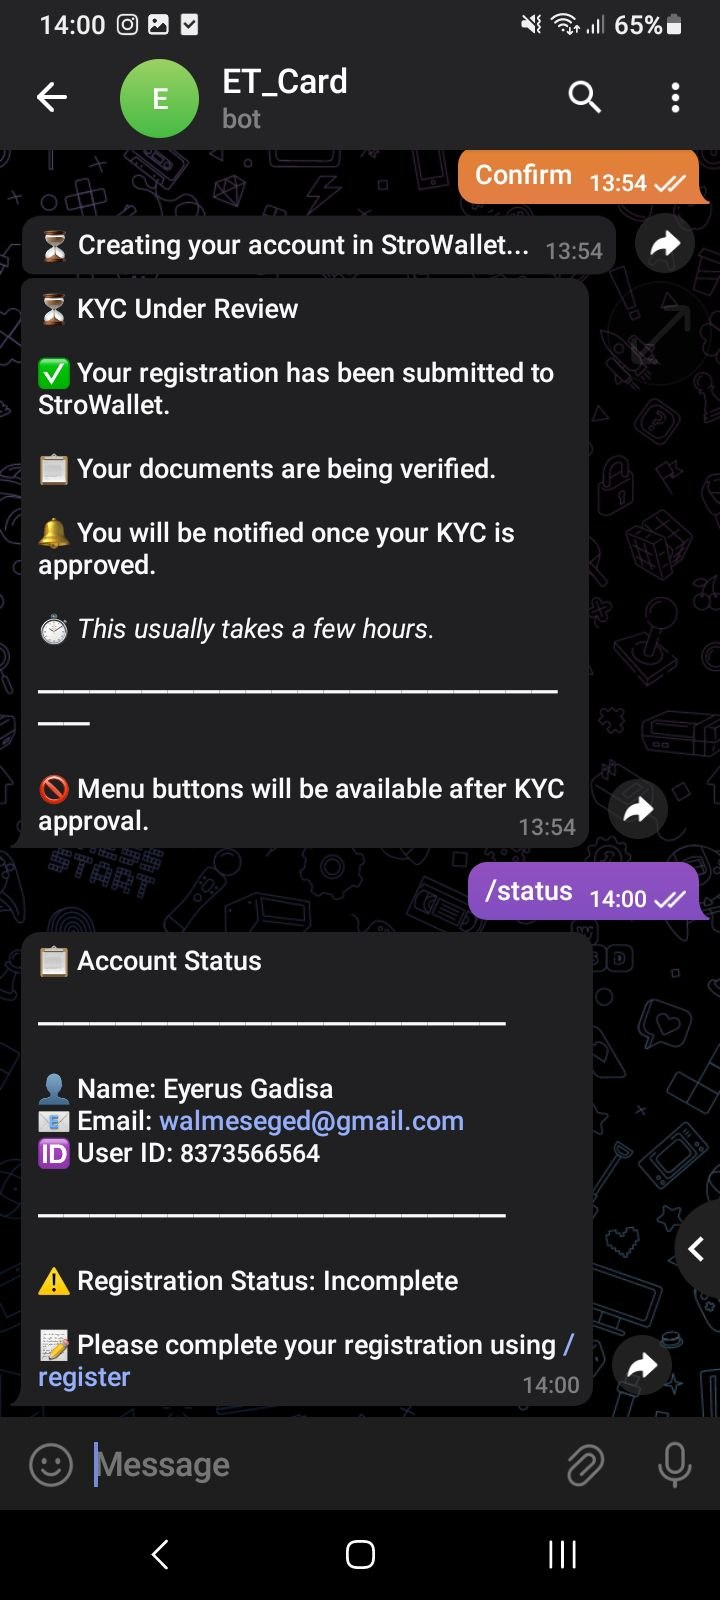 14:00 65%
E
ET_Card
bot
Confirm 13:54
⏳ Creating your account in StroWallet... 13:54
⏳ KYC Under Review
✅ Your registration has been submitted to
StroWallet.
📋 Your documents are being verified.
🔔 You will be notified once your KYC is
approved.
⏱ This usually takes a few hours.
🚫 Menu buttons will be available after KYC
approval. 13:54
/status 14:00
📋 Account Status
👤 Name: Eyerus Gadisa
📧 Email: walmeseged@gmail.com
🆔 User ID: 8373566564
⚠️ Registration Status: Incomplete
📝 Please complete your registration using /
register 14:00
Message